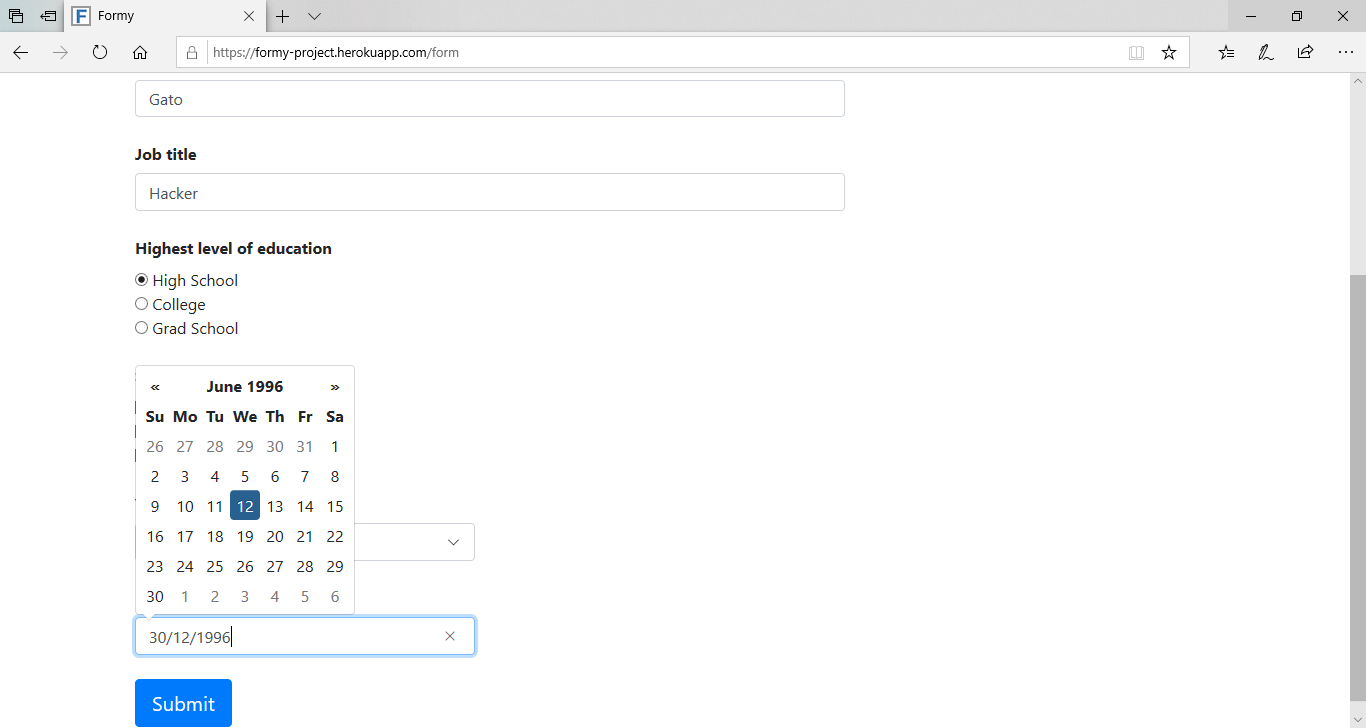 Formy
https://formy-project.herokuapp.com/form
Gato
Job title
Hacker
Highest level of education
High School
College
Grad School
« June 1996 »
Su Mo Tu We Th Fr Sa
26 27 28 29 30 31 1
2 3 4 5 6 7 8
9 10 11 12 13 14 15
16 17 18 19 20 21 22
23 24 25 26 27 28 29
30 1 2 3 4 5 6
30/12/1996
Submit